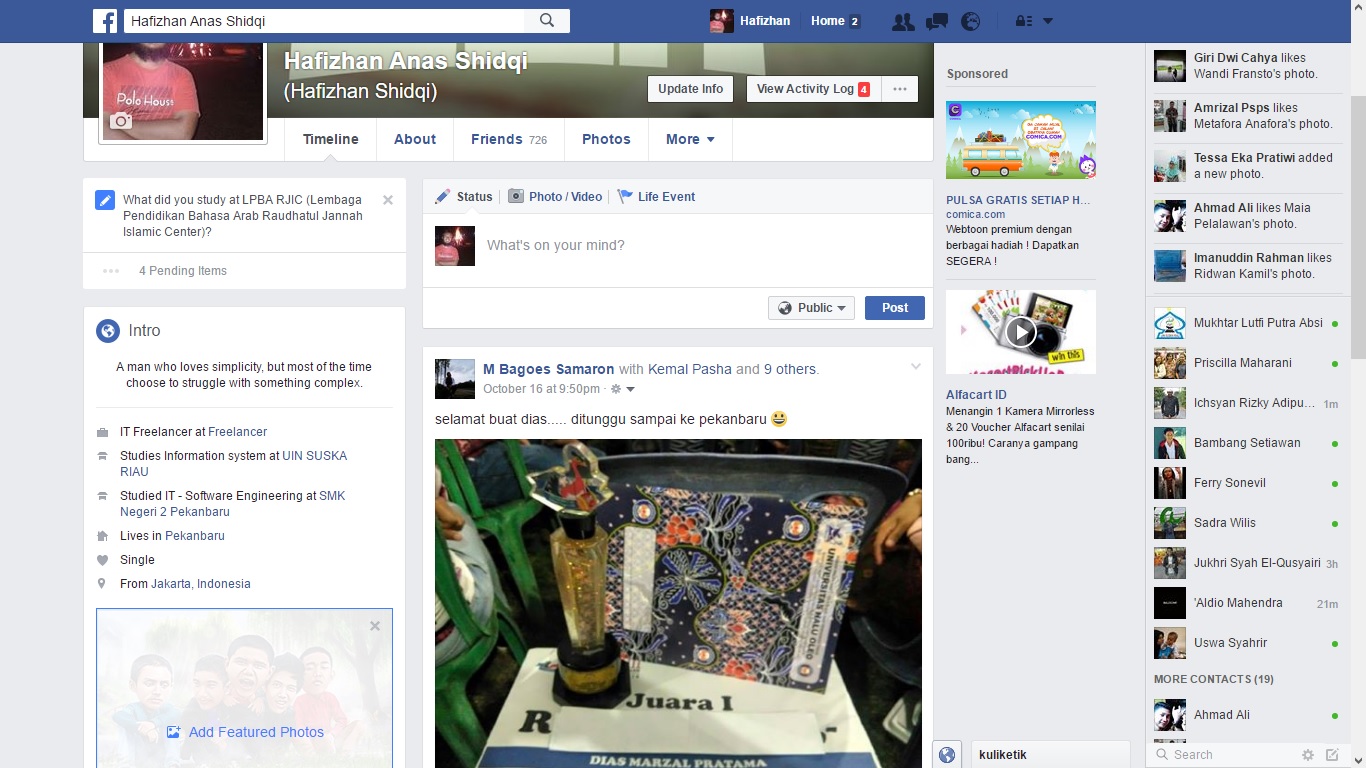 Hafizhan Anas Shidqi
Hafizhan
Home 2
Hafizhan Anas Shidqi
(Hafizhan Shidqi)
Polo House
Update Info
View Activity Log 4
Timeline
About
Friends 726
Photos
More
What did you study at LPBA RJIC (Lembaga
Pendidikan Bahasa Arab Raudhatul Jannah
Islamic Center)?
4 Pending Items
Intro
A man who loves simplicity, but most of the time
choose to struggle with something complex.
IT Freelancer at Freelancer
Studies Information system at UIN SUSKA
RIAU
Studied IT - Software Engineering at SMK
Negeri 2 Pekanbaru
Lives in Pekanbaru
Single
From Jakarta, Indonesia
Add Featured Photos
Status
Photo / Video
Life Event
What's on your mind?
Public
Post
M Bagoes Samaron with Kemal Pasha and 9 others.
October 16 at 9:50pm ·
selamat buat dias..... ditunggu sampai ke pekanbaru 😀
Juara I
DIAS MARZAL PRATAMA
Sponsored
COMICA.COM
PULSA GRATIS SETIAP H...
comica.com
Webtoon premium dengan
berbagai hadiah ! Dapatkan
SEGERA !
win this
Alfacart ID
Menangin 1 Kamera Mirrorless
& 20 Voucher Alfacart senilai
100ribu! Caranya gampang
bang...
Giri Dwi Cahya likes
Wandi Fransto's photo.
Amrizal Psps likes
Metafora Anafora's photo.
Tessa Eka Pratiwi added
a new photo.
Ahmad Ali likes Maia
Pelalawan's photo.
Imanuddin Rahman likes
Ridwan Kamil's photo.
Mukhtar Lutfi Putra Absi
Priscilla Maharani
Ichsyan Rizky Adipu... 1m
Bambang Setiawan
Ferry Sonevil
Sadra Wilis
Jukhri Syah El-Qusyairi 3h
'Aldio Mahendra 21m
Uswa Syahrir
MORE CONTACTS (19)
Ahmad Ali
Search
kuliketik